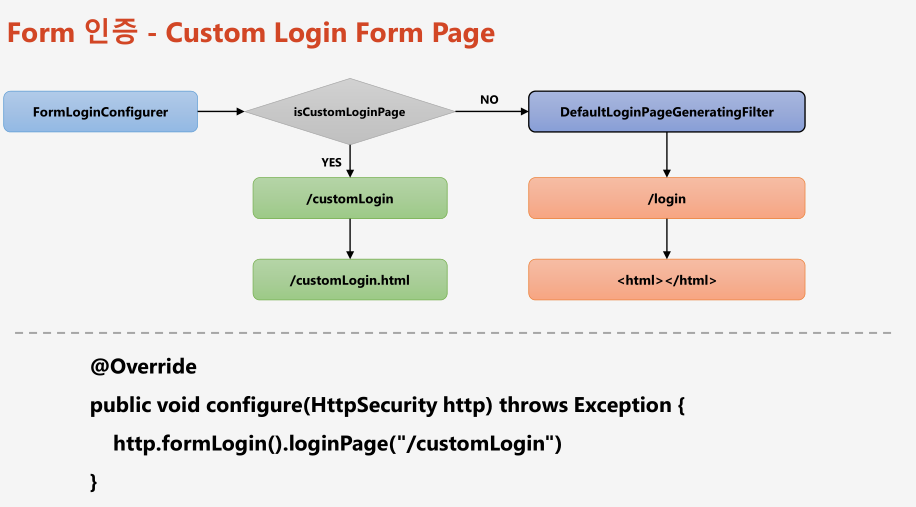 Form 인증 - Custom Login Form Page
FormLoginConfigurer
isCustomLoginPage
NO
DefaultLoginPageGeneratingFilter
YES
/customLogin
/login
/customLogin.html
<html></html>
@Override
public void configure(HttpSecurity http) throws Exception {
http.formLogin().loginPage("/customLogin")
}